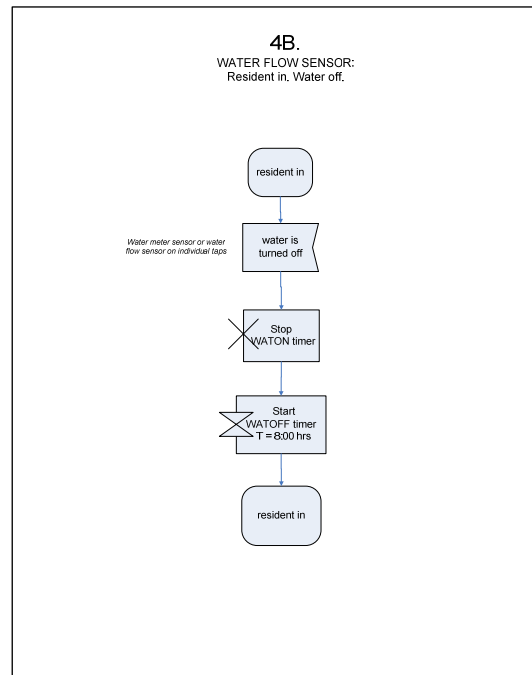 4B.
WATER FLOW SENSOR:
Resident in. Water off.
resident in
Water meter sensor or water
flow sensor on individual taps
water is
turned off
Stop
WATON timer
Start
WATOFF timer
T = 8:00 hrs
resident in